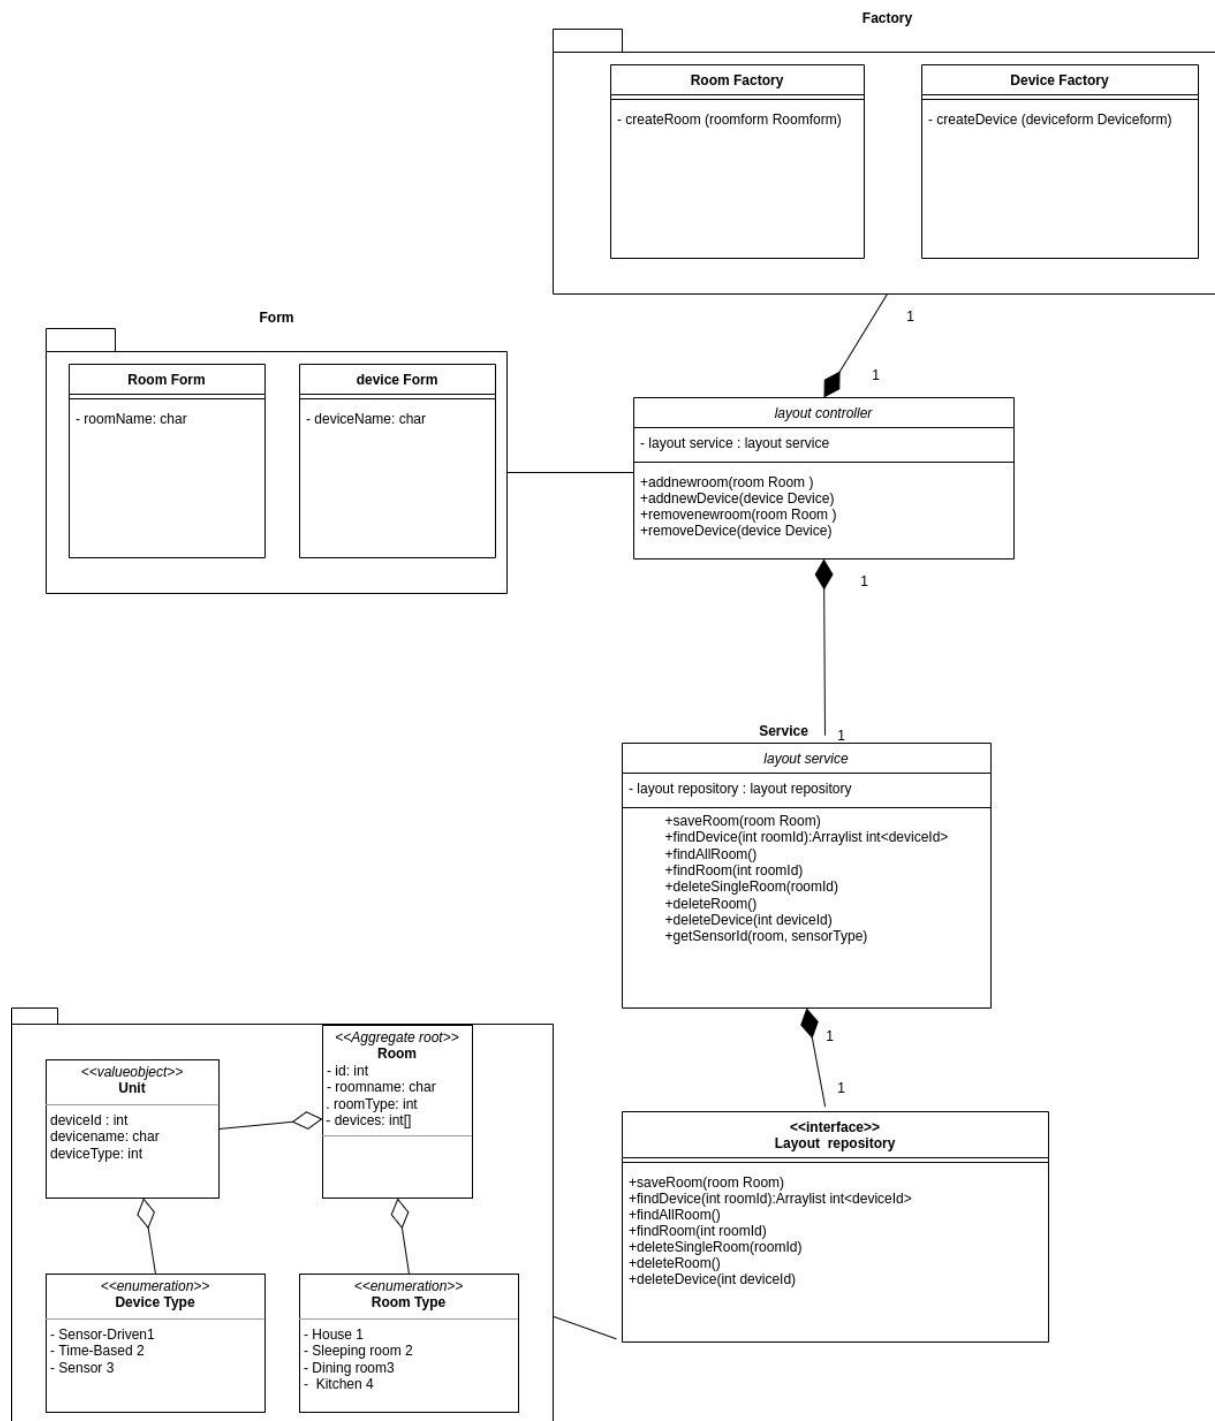 Factory
Room Factory
- createRoom (roomform Roomform)
Device Factory
- createDevice (deviceform Deviceform)
1
1
Form
Room Form
- roomName: char
device Form
- deviceName: char
layout controller
- layout service : layout service
+addnewroom(room Room )
+addnewDevice(device Device)
+removenewroom(room Room )
+removeDevice(device Device)
1
1
Service
layout service
- layout repository : layout repository
+saveRoom(room Room)
+findDevice(int roomId):Arraylist int<deviceId>
+findAllRoom()
+findRoom(int roomId)
+deleteSingleRoom(roomId)
+deleteRoom()
+deleteDevice(int deviceId)
+getSensorId(room, sensorType)
1
1
<<interface>>
Layout  repository
+saveRoom(room Room)
+findDevice(int roomId):Arraylist int<deviceId>
+findAllRoom()
+findRoom(int roomId)
+deleteSingleRoom(roomId)
+deleteRoom()
+deleteDevice(int deviceId)
<<valueobject>>
Unit
deviceId : int
devicename: char
deviceType: int
<<Aggregate root>>
Room
- id: int
- roomname: char
. roomType: int
- devices: int[]
<<enumeration>>
Device Type
- Sensor-Driven1
- Time-Based 2
- Sensor 3
<<enumeration>>
Room Type
- House 1
- Sleeping room 2
- Dining room3
-  Kitchen 4